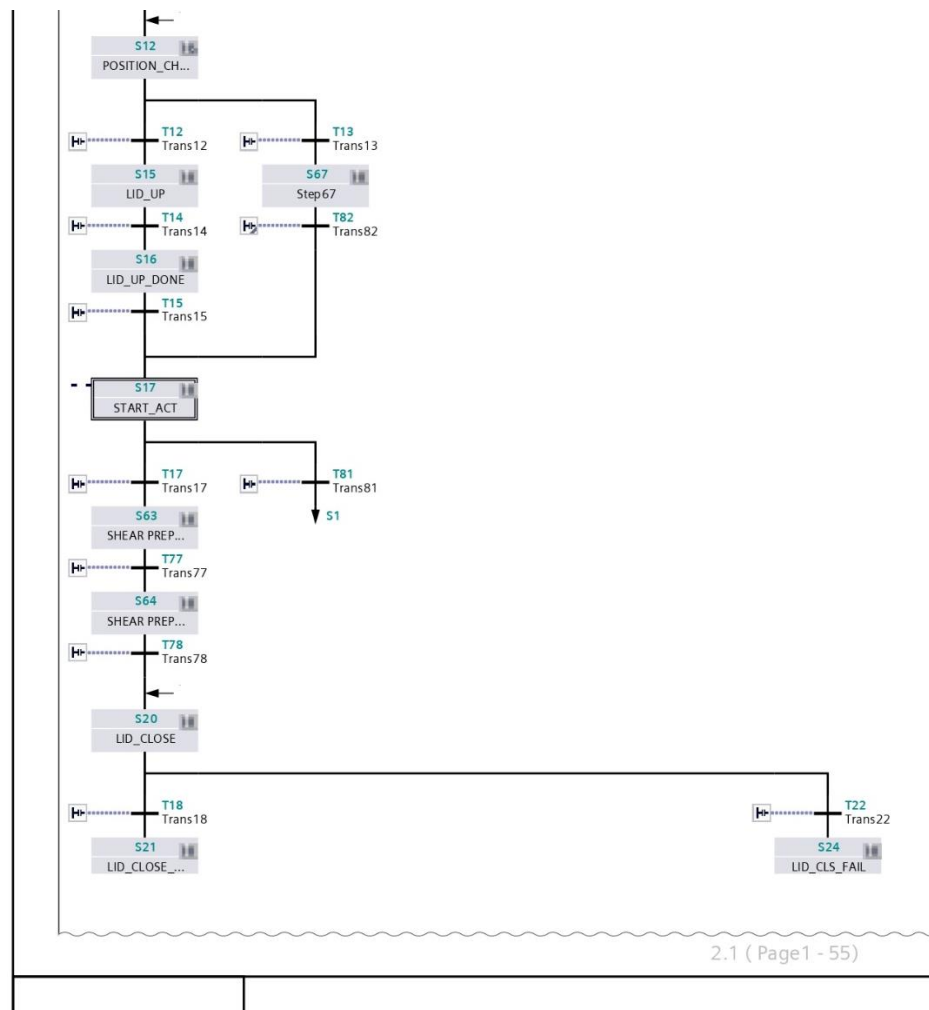 S12
POSITION_CH...
T12
Trans12
T13
Trans13
S15
LID_UP
S67
Step67
T14
Trans14
T82
Trans82
S16
LID_UP_DONE
T15
Trans15
S17
START_ACT
T17
Trans17
T81
Trans81
S63
SHEAR PREP...
S1
T77
Trans77
S64
SHEAR PREP...
T78
Trans78
S20
LID_CLOSE
T18
Trans18
T22
Trans22
S21
LID_CLOSE_...
S24
LID_CLS_FAIL
2.1 ( Page1 - 55)